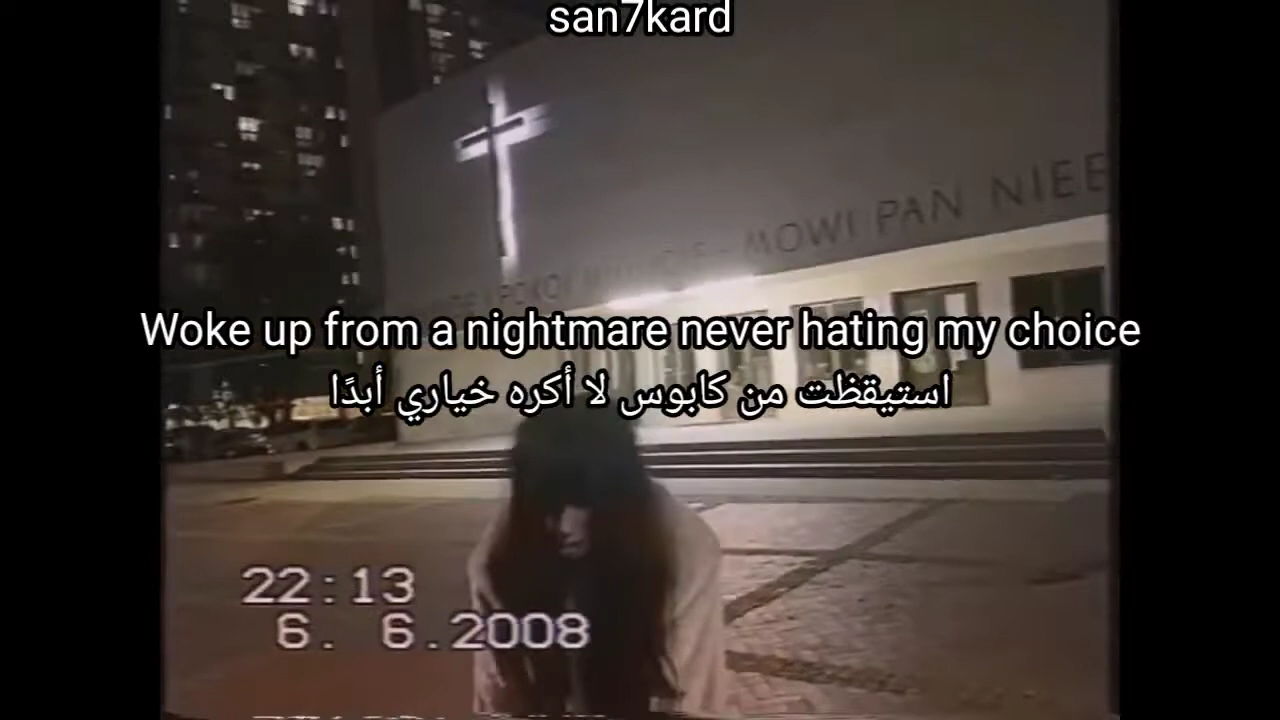 san7kard
MOWI PAN NIEB
POKÓJ
Woke up from a nightmare never hating my choice
استيقظت من كابوس لا أكره خياري أبدًا
22:13
6. 6.2008